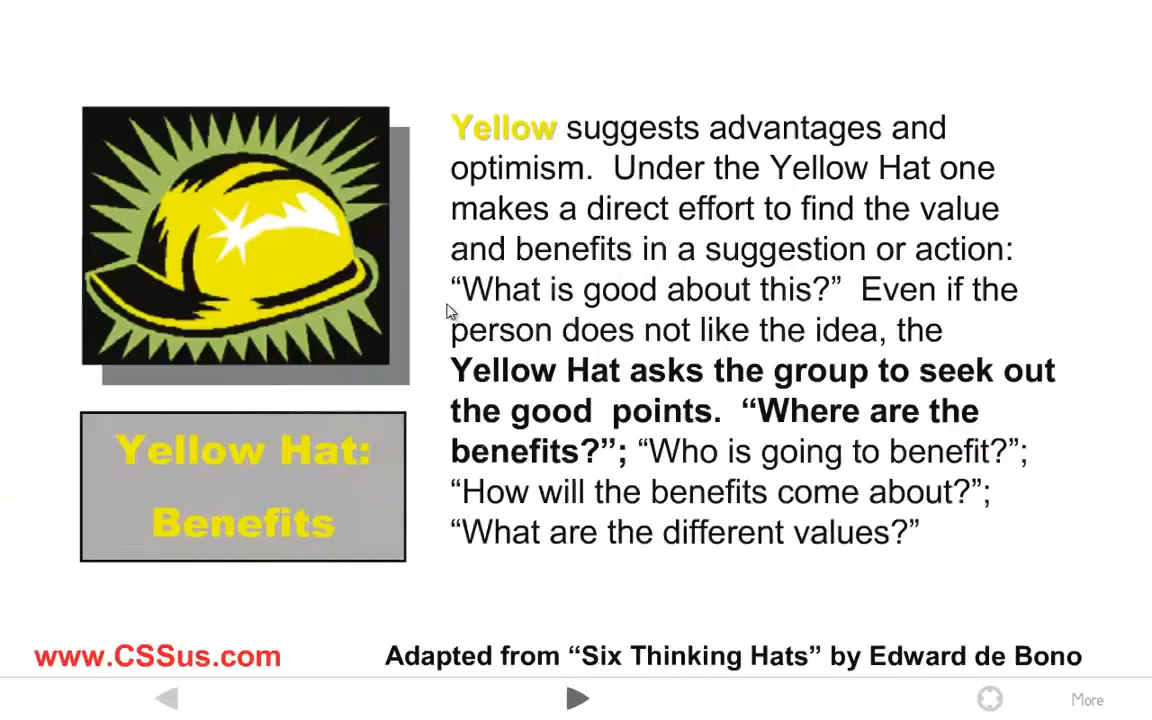 Yellow suggests advantages and
optimism.  Under the Yellow Hat one
makes a direct effort to find the value
and benefits in a suggestion or action:
“What is good about this?”  Even if the
person does not like the idea, the
Yellow Hat asks the group to seek out
the good  points.  “Where are the
benefits?”; “Who is going to benefit?”;
“How will the benefits come about?”;
“What are the different values?”
Yellow Hat:
Benefits
www.CSSus.com
Adapted from “Six Thinking Hats” by Edward de Bono
More